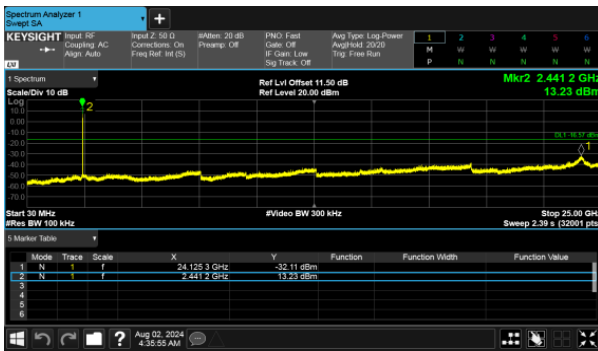 Spectrum Analyzer 1
Swept SA
KEYSIGHT Input: RF Input Z: 50 Ω #Atten: 20 dB PNO: Fast Avg Type: Log-Power 1 2 3 4 5 6
Coupling: AC Corrections: On Preamp: Off Gate: Off Avg|Hold: 20/20 M W W W W W
Align: Auto Freq Ref: Int (S) IF Gain: Low Trig: Free Run
Sig Track: Off P N N N N N
LXI
1 Spectrum Ref Lvl Offset 11.50 dB Mkr2 2.441 2 GHz
Scale/Div 10 dB Ref Level 20.00 dBm 13.23 dBm
Log
10.0
0.00
-10.0
-20.0
-30.0
-40.0
-50.0
-60.0
-70.0
2
DL1 -16.57 dBm
1
Start 30 MHz #Video BW 300 kHz Stop 25.00 GHz
#Res BW 100 kHz Sweep 2.39 s (32001 pts)
5 Marker Table
Mode Trace Scale X Y Function Function Width Function Value
1 N 1 f 24.125 3 GHz -32.11 dBm
2 N 1 f 2.441 2 GHz 13.23 dBm
3
4
5
6
? Aug 02, 2024
4:35:55 AM